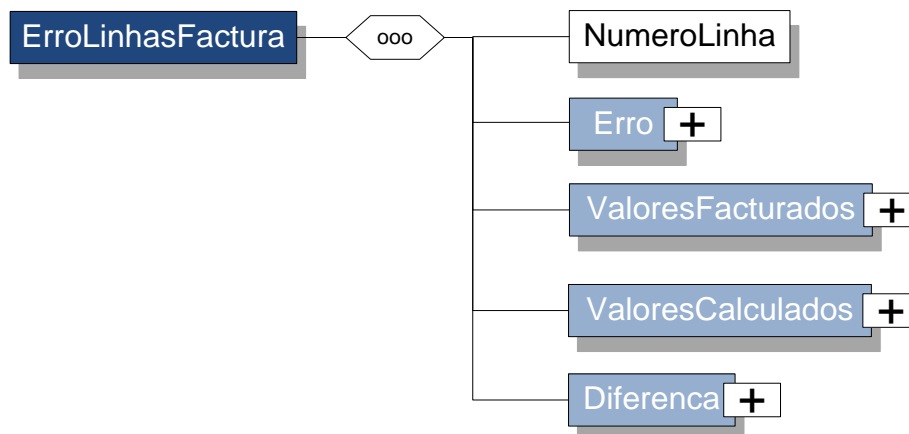 ErroLinhasFactura
ooo
NumeroLinha
Erro
+
ValoresFacturados
+
ValoresCalculados
+
Diferenca
+